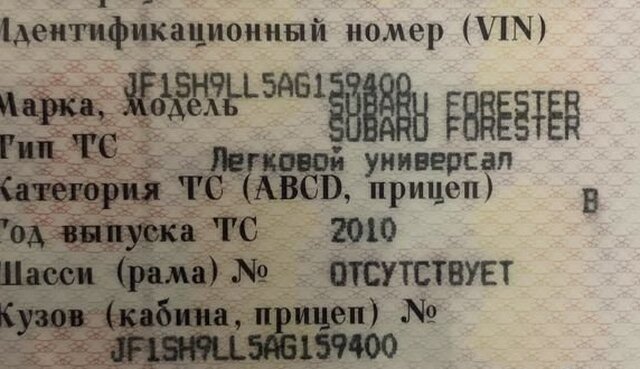 Идентификационный номер (VIN)
JF1SH9LL5AG159400
Марка, модель SUBARU FORESTER
SUBARU FORESTER
Тип ТС
Легковой универсал
Категория ТС (ABCD, прицеп) B
Год выпуска ТС 2010
Шасси (рама) № ОТСУТСТВУЕТ
Кузов (кабина, прицеп) №
JF1SH9LL5AG159400